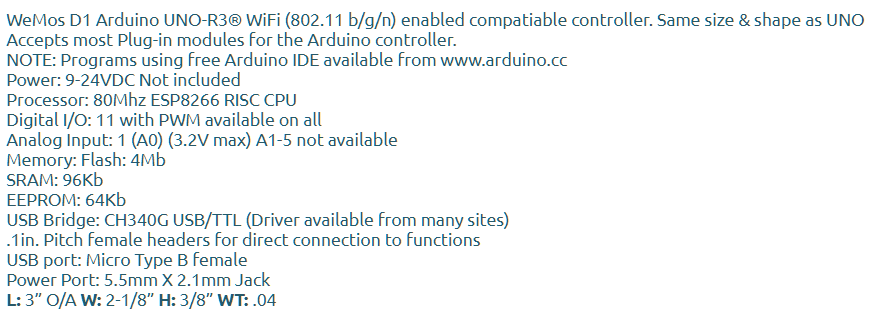 WeMos D1 Arduino UNO-R3® WiFi (802.11 b/g/n) enabled compatiable controller. Same size & shape as UNO
Accepts most Plug-in modules for the Arduino controller.
NOTE: Programs using free Arduino IDE available from www.arduino.cc
Power: 9-24VDC Not included
Processor: 80Mhz ESP8266 RISC CPU
Digital I/O: 11 with PWM available on all
Analog Input: 1 (A0) (3.2V max) A1-5 not available
Memory: Flash: 4Mb
SRAM: 96Kb
EEPROM: 64Kb
USB Bridge: CH340G USB/TTL (Driver available from many sites)
.1in. Pitch female headers for direct connection to functions
USB port: Micro Type B female
Power Port: 5.5mm X 2.1mm Jack
L: 3” O/A W: 2-1/8” H: 3/8” WT: .04